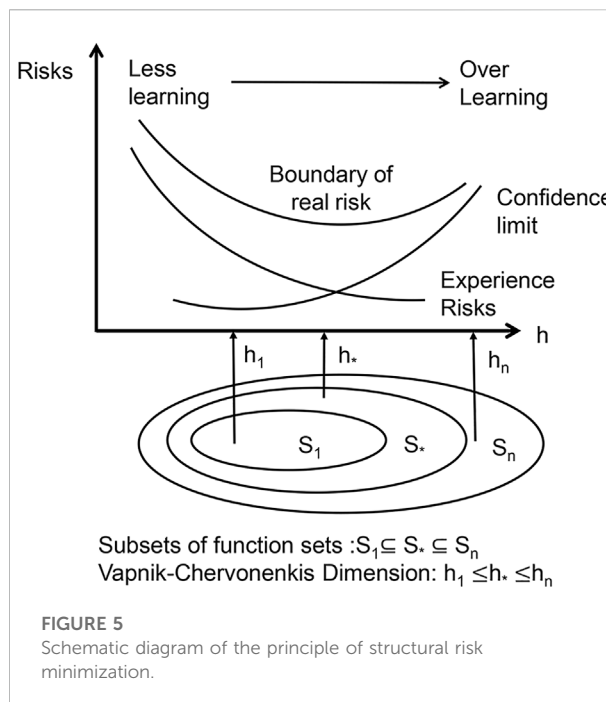 Risks
Less
learning
Over
Learning
Boundary of
real risk
Confidence
limit
Experience
Risks
h
h₁
h*
hₙ
S₁
S*
Sₙ
Subsets of function sets :S₁⊆ S* ⊆ Sₙ
Vapnik-Chervonenkis Dimension: h₁ ≤h* ≤hₙ
FIGURE 5
Schematic diagram of the principle of structural risk
minimization.